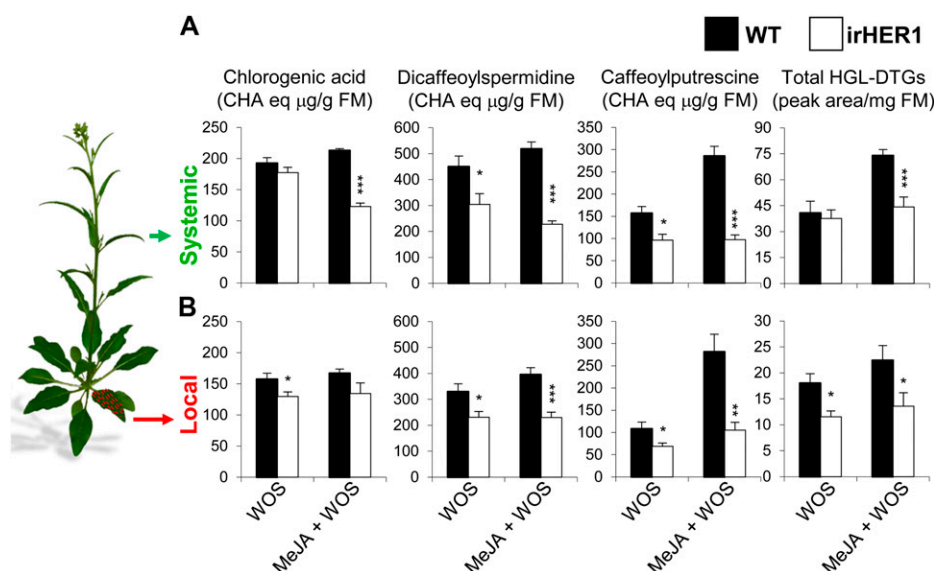 A
WT irHER1
Chlorogenic acid Dicaffeoylspermidine Caffeoylputrescine Total HGL-DTGs
(CHA eq µg/g FM) (CHA eq µg/g FM) (CHA eq µg/g FM) (peak area/mg FM)
Systemic
250 200 150 100 50 0
***
600 500 400 300 200 100 0
* ***
350 300 250 200 150 100 50 0
* ***
90 75 60 45 30 15 0
***
B
Local
250 200 150 100 50 0
*
600 500 400 300 200 100 0
* ***
350 300 250 200 150 100 50 0
* **
30 25 20 15 10 5 0
* *
WOS MeJA + WOS WOS MeJA + WOS WOS MeJA + WOS WOS MeJA + WOS